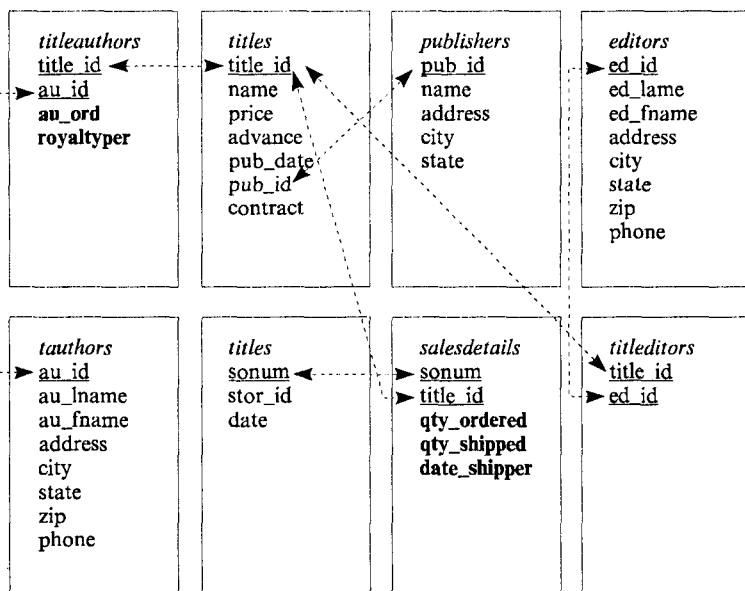 titleauthors
title_id
au_id
au_ord
royaltyper
titles
title_id
name
price
advance
pub_date
pub_id
contract
publishers
pub_id
name
address
city
state
editors
ed_id
ed_lame
ed_fname
address
city
state
zip
phone
tauthors
au_id
au_lname
au_fname
address
city
state
zip
phone
titles
sonum
stor_id
date
salesdetails
sonum
title_id
qty_ordered
qty_shipped
date_shipper
titleditors
title_id
ed_id